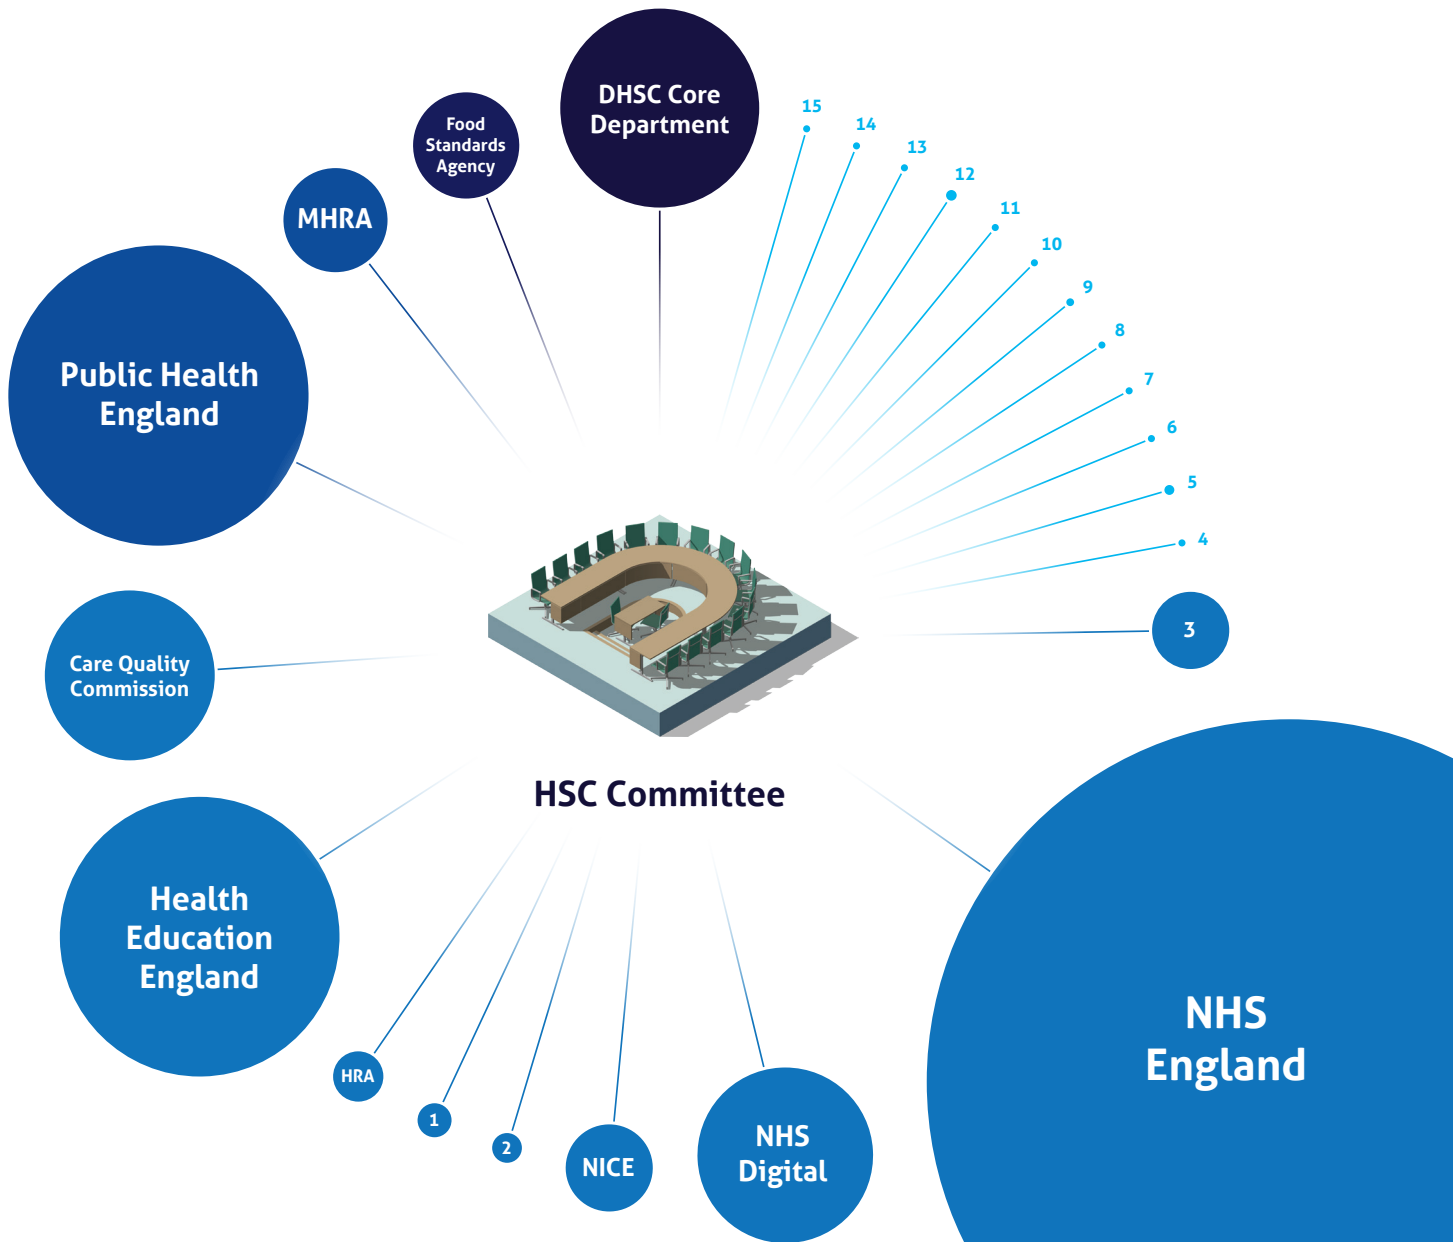 DHSC Core
Department
Food
Standards
Agency
MHRA
Public Health
England
Care Quality
Commission
Health
Education
England
HRA
1
2
NICE
NHS
Digital
NHS
England
3
4
5
6
7
8
9
10
11
12
13
14
15
HSC Committee